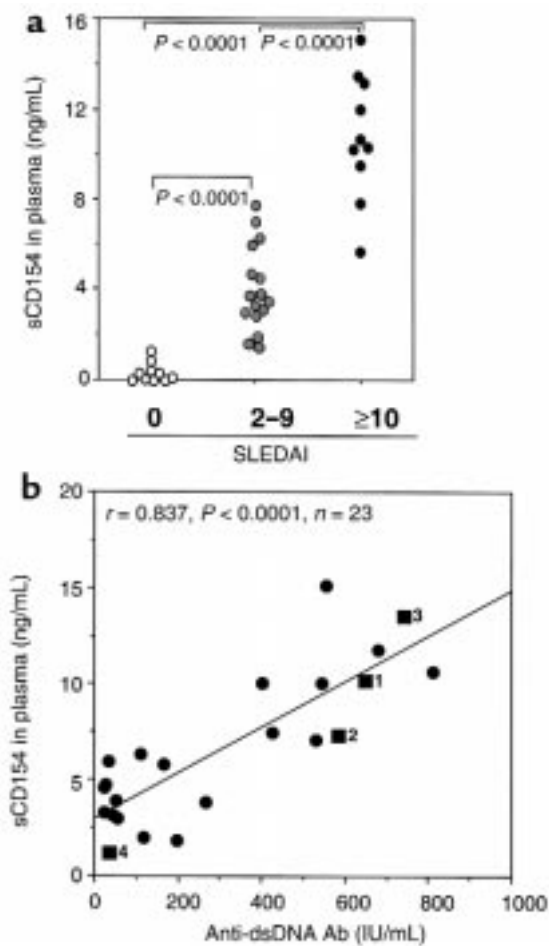 a
16
12
8
4
0
sCD154 in plasma (ng/mL)
P < 0.0001
P < 0.0001
P < 0.0001
0
2–9
≥10
SLEDAI
b
20
15
10
5
0
sCD154 in plasma (ng/mL)
r = 0.837, P < 0.0001, n = 23
3
1
2
4
0
200
400
600
800
1000
Anti-dsDNA Ab (IU/mL)